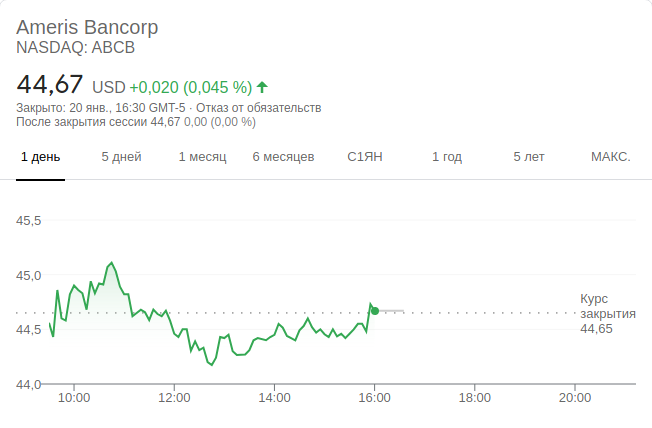 Ameris Bancorp
NASDAQ: ABCB
44,67 USD +0,020 (0,045 %)
Закрыто: 20 янв., 16:30 GMT-5 · Отказ от обязательств
После закрытия сессии 44,67 0,00 (0,00 %)
1 день 5 дней 1 месяц 6 месяцев С1ЯН 1 год 5 лет МАКС.
45,5
45,0
44,5
44,0
Курс
закрытия
44,65
10:00 12:00 14:00 16:00 18:00 20:00